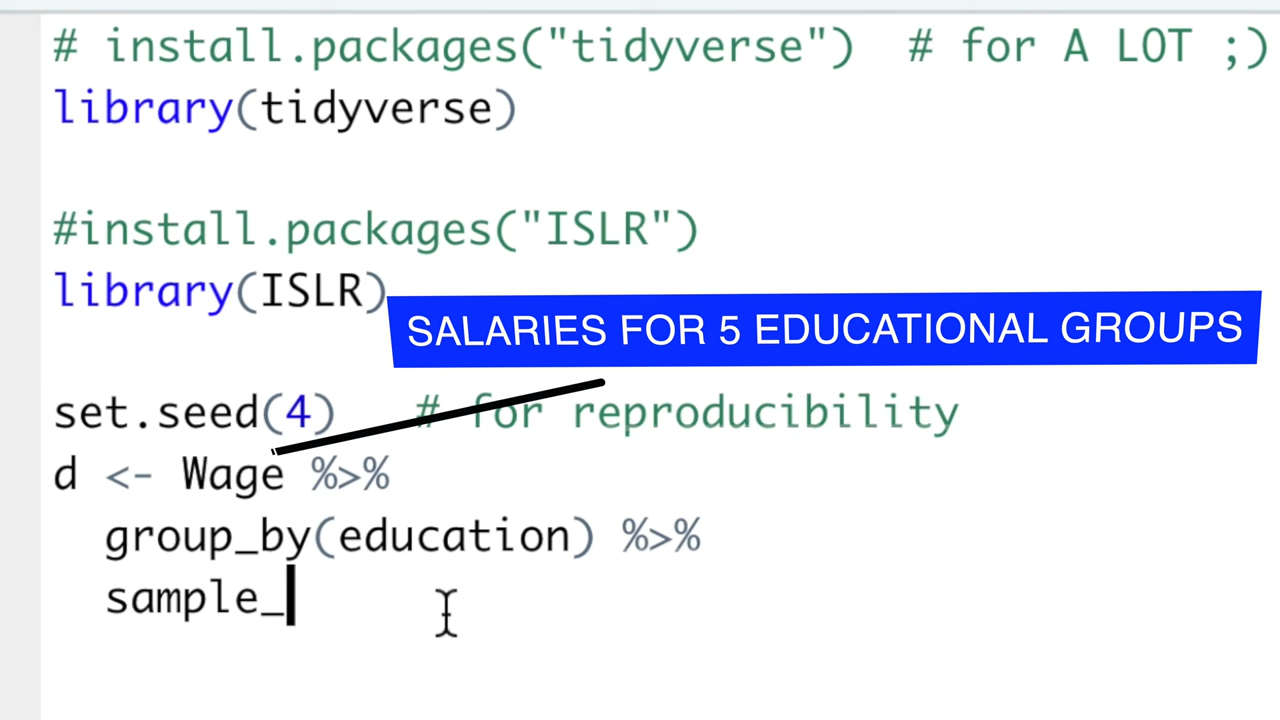 # install.packages("tidyverse")  # for A LOT ;)
library(tidyverse)
#install.packages("ISLR")
library(ISLR)
SALARIES FOR 5 EDUCATIONAL GROUPS
set.seed(4)   # for reproducibility
d <- Wage %>%
  group_by(education) %>%
  sample_